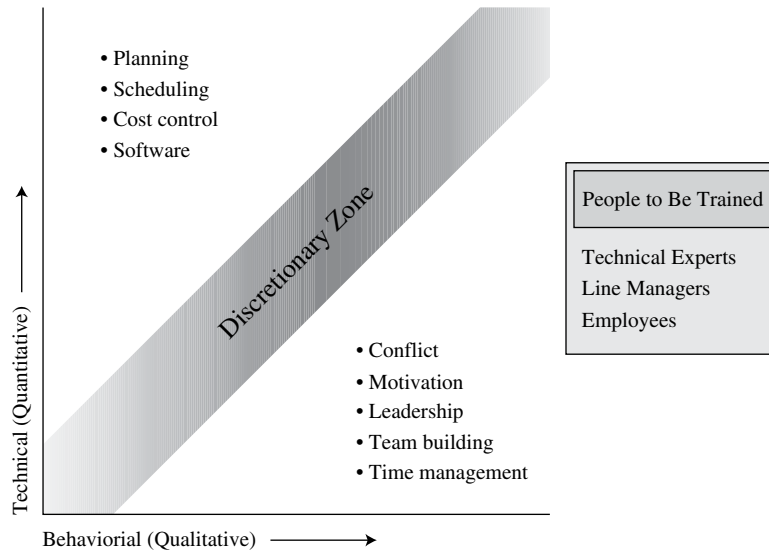 • Planning
• Scheduling
• Cost control
• Software
Discretionary Zone
People to Be Trained
Technical Experts
Line Managers
Employees
• Conflict
• Motivation
• Leadership
• Team building
• Time management
Technical (Quantitative)
Behaviorial (Qualitative)